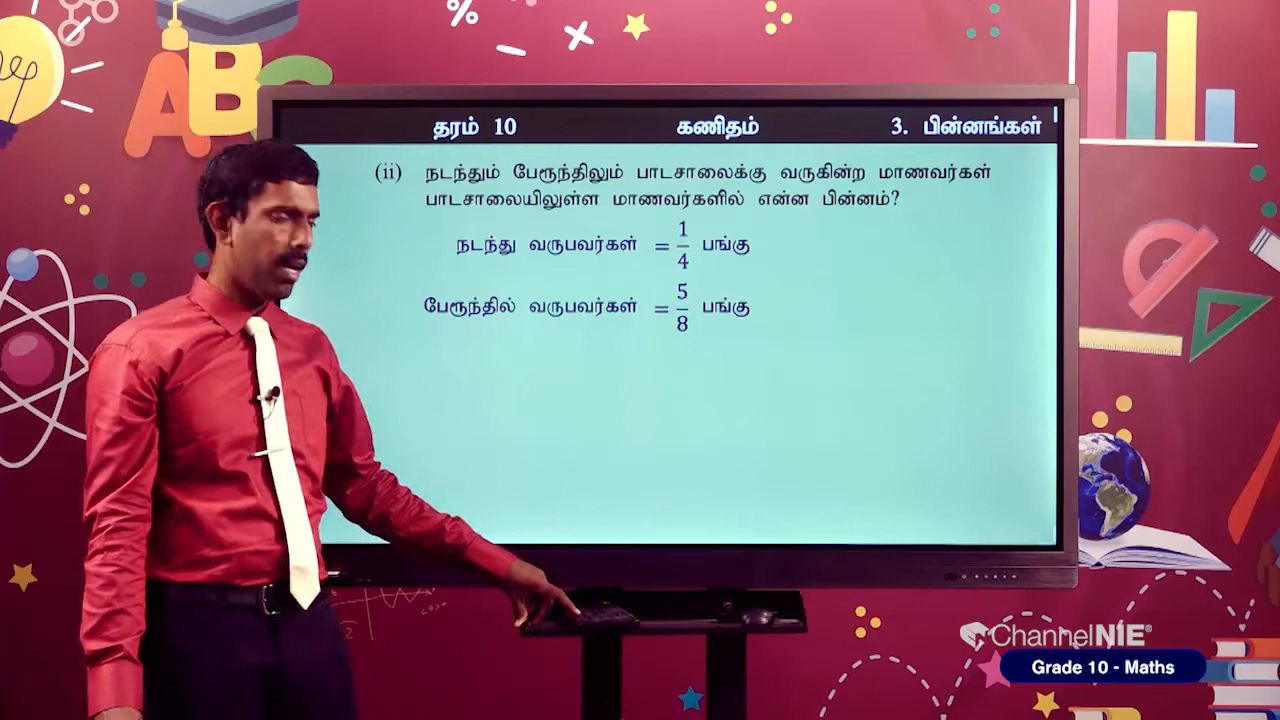 %
ABC
தரம் 10 கணிதம் 3. பின்னங்கள்
(ii) நடந்தும் பேரூந்திலும் பாடசாலைக்கு வருகின்ற மாணவர்கள்
பாடசாலையிலுள்ள மாணவர்களில் என்ன பின்னம்?
நடந்து வருபவர்கள் = 1/4 பங்கு
பேரூந்தில் வருபவர்கள் = 5/8 பங்கு
ChannelNIE®
Grade 10 - Maths